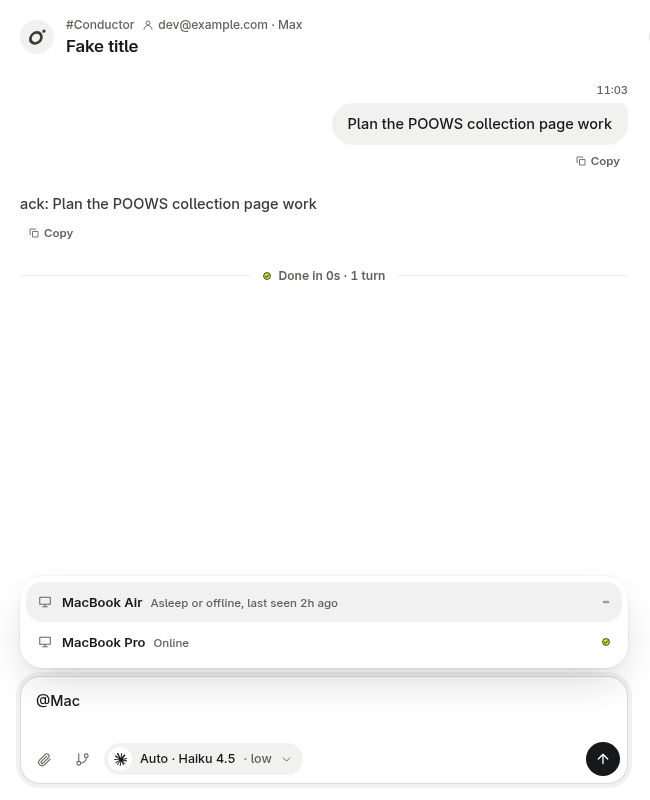 #Conductor dev@example.com · Max
Fake title
11:03
Plan the POOWS collection page work
Copy
ack: Plan the POOWS collection page work
Copy
Done in 0s · 1 turn
MacBook Air Asleep or offline, last seen 2h ago
MacBook Pro Online
@Mac
Auto · Haiku 4.5 · low